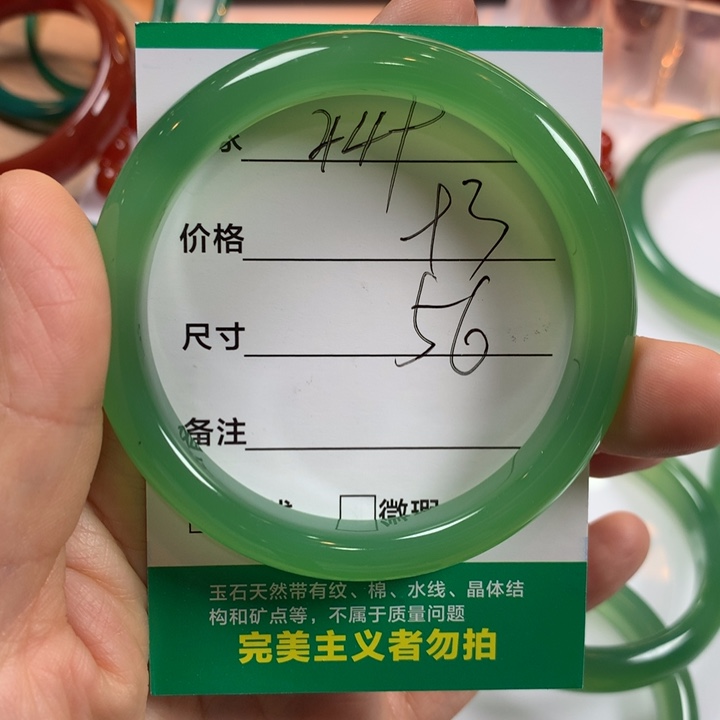 价格 +3
尺寸 56
备注
微瑕
玉石天然带有纹、棉、水线、晶体结
构和矿点等，不属于质量问题
完美主义者勿拍